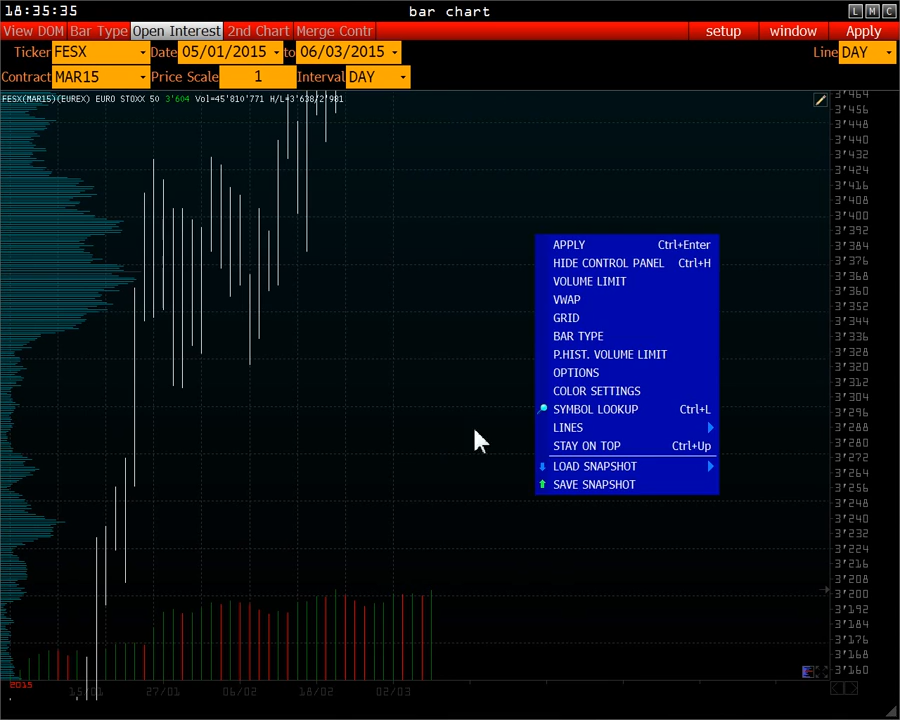 18:35:35
bar chart
L M C
View DOM Bar Type Open Interest 2nd Chart Merge Contr
setup window Apply
Ticker FESX Date 05/01/2015 to 06/03/2015 Line DAY
Contract MAR15 Price Scale 1 Interval DAY
FESX(MAR15)(EUREX) EURO STOXX 50 3'604 Vol=45'810'771 H/L=3'638/2'981
3'464
3'456
3'448
3'440
3'432
3'424
3'416
3'408
3'400
3'392
3'384
3'376
3'368
3'360
3'352
3'344
3'336
3'328
3'320
3'312
3'304
3'296
3'288
3'280
3'272
3'264
3'256
3'248
3'240
3'232
3'224
3'216
3'208
3'200
3'192
3'184
3'176
3'168
3'160
APPLY Ctrl+Enter
HIDE CONTROL PANEL Ctrl+H
VOLUME LIMIT
VWAP
GRID
BAR TYPE
P.HIST. VOLUME LIMIT
OPTIONS
COLOR SETTINGS
SYMBOL LOOKUP Ctrl+L
LINES
STAY ON TOP Ctrl+Up
LOAD SNAPSHOT
SAVE SNAPSHOT
2015
15/01 27/01 06/02 18/02 02/03